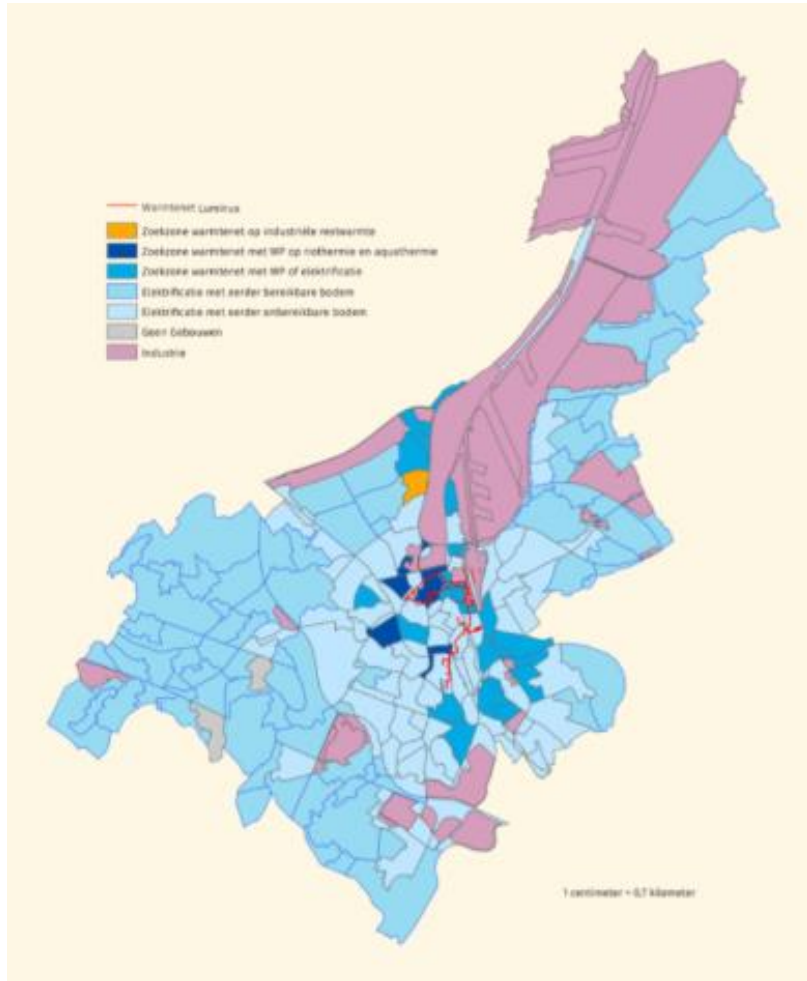 Warmtenet Luminus
Zoekzone warmtenet op industriële restwarmte
Zoekzone warmtenet met WP op riothermie en aquathermie
Zoekzone warmtenet met WP of elektrificatie
Elektrificatie met eerder bereikbare bodem
Elektrificatie met eerder onbereikbare bodem
Geen Gebouwen
Industrie
1 centimeter = 0,7 kilometer